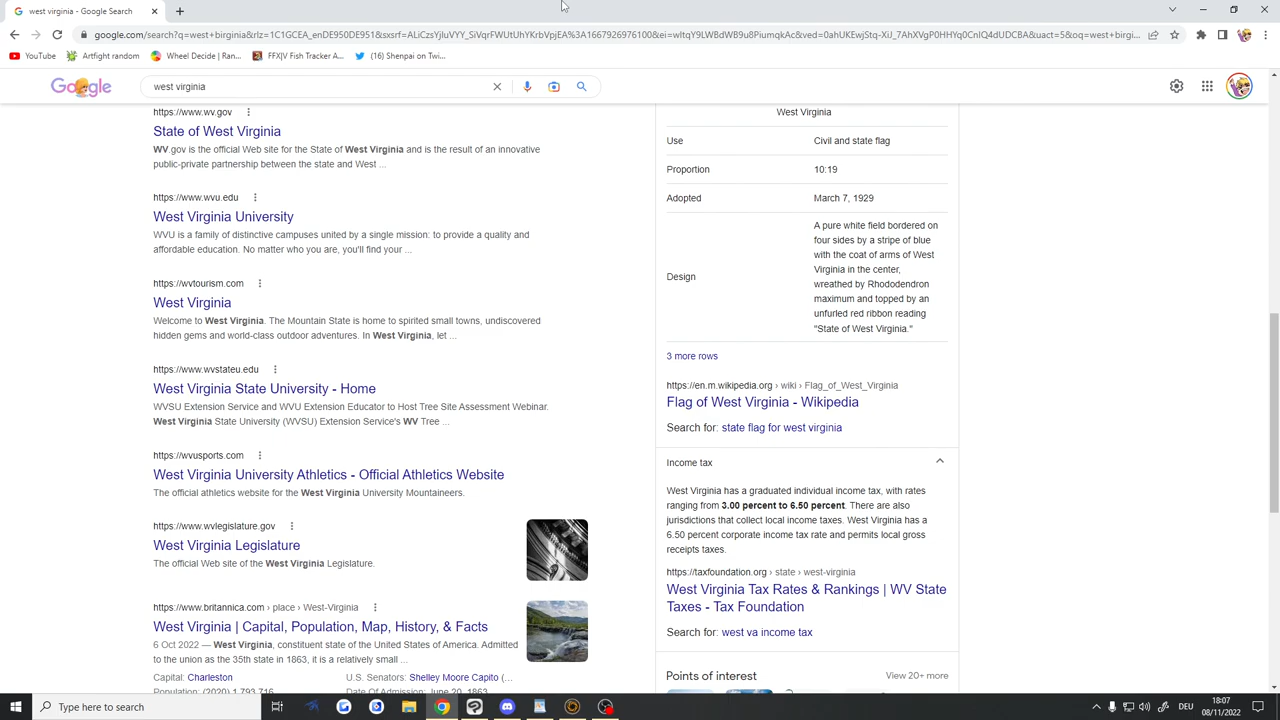 west virginia - Google Search
google.com/search?q=west+birginia&rlz=1C1GCEA_enDE950DE951&sxsrf=ALiCzsYjIuVYY_SiVqrFWUtUhYKrbVpjEA%3A1667926976100&ei=wItqY9LWBdWB9u8PiumqkAc&ved=0ahUKEwjStq-XiJ_7AhXVgP0HHYq0CnIQ4dUDCBA&uact=5&oq=west+birgi...
YouTube
Artfight random
Wheel Decide | Ran...
FFX|V Fish Tracker A...
(16) Shenpai on Twi...
Google
west virginia
https://www.wv.gov
State of West Virginia
WV.gov is the official Web site for the State of West Virginia and is the result of an innovative
public-private partnership between the state and West ...
https://www.wvu.edu
West Virginia University
WVU is a family of distinctive campuses united by a single mission: to provide a quality and
affordable education. No matter who you are, you'll find your ...
https://wvtourism.com
West Virginia
Welcome to West Virginia. The Mountain State is home to spirited small towns, undiscovered
hidden gems and world-class outdoor adventures. In West Virginia, let ...
https://www.wvstateu.edu
West Virginia State University - Home
WVSU Extension Service and WVU Extension Educator to Host Tree Site Assessment Webinar.
West Virginia State University (WVSU) Extension Service's WV Tree ...
https://wvusports.com
West Virginia University Athletics - Official Athletics Website
The official athletics website for the West Virginia University Mountaineers.
https://www.wvlegislature.gov
West Virginia Legislature
The official Web site of the West Virginia Legislature.
https://www.britannica.com › place › West-Virginia
West Virginia | Capital, Population, Map, History, & Facts
6 Oct 2022 — West Virginia, constituent state of the United States of America. Admitted
to the union as the 35th state in 1863, it is a relatively small ...
Capital: Charleston
U.S. Senators: Shelley Moore Capito (...
Population: (2020) 1,793,716
Date Of Admission: June 20, 1863
West Virginia
Use
Civil and state flag
Proportion
10:19
Adopted
March 7, 1929
Design
A pure white field bordered on
four sides by a stripe of blue
with the coat of arms of West
Virginia in the center,
wreathed by Rhododendron
maximum and topped by an
unfurled red ribbon reading
"State of West Virginia."
3 more rows
https://en.m.wikipedia.org › wiki › Flag_of_West_Virginia
Flag of West Virginia - Wikipedia
Search for: state flag for west virginia
Income tax
West Virginia has a graduated individual income tax, with rates
ranging from 3.00 percent to 6.50 percent. There are also
jurisdictions that collect local income taxes. West Virginia has a
6.50 percent corporate income tax rate and permits local gross
receipts taxes.
https://taxfoundation.org › state › west-virginia
West Virginia Tax Rates & Rankings | WV State
Taxes - Tax Foundation
Search for: west va income tax
Points of interest
View 20+ more
Type here to search
DEU
18:07
08/11/2022